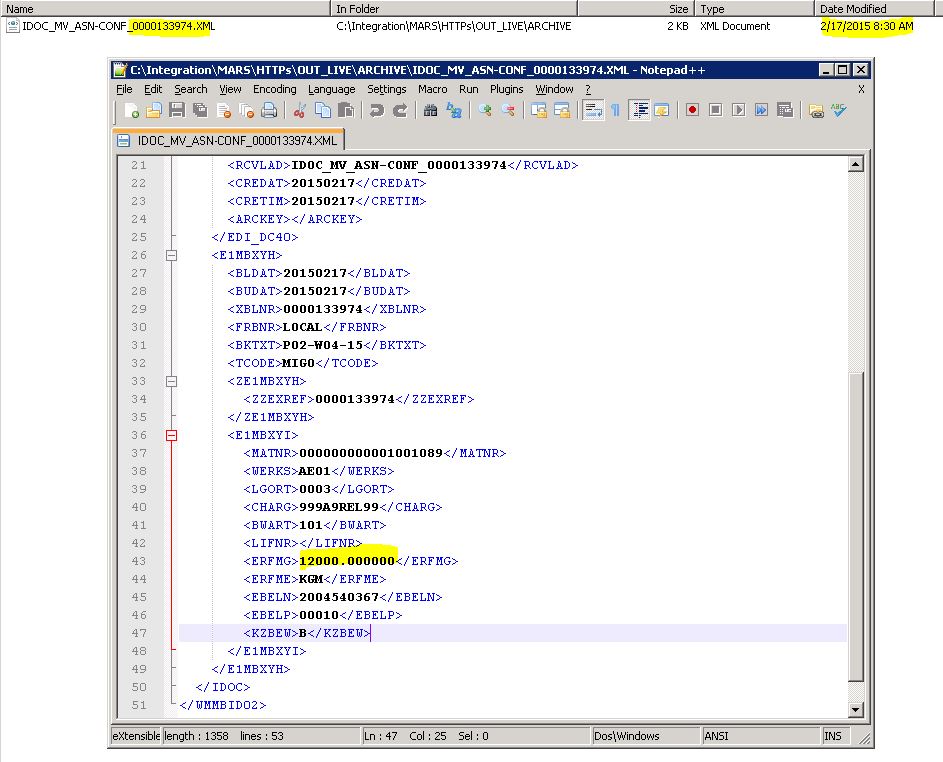 Name In Folder Size Type Date Modified
IDOC_MV_ASN-CONF_0000133974.XML C:\Integration\MARS\HTTPs\OUT_LIVE\ARCHIVE 2 KB XML Document 2/17/2015 8:30 AM
C:\Integration\MARS\HTTPs\OUT_LIVE\ARCHIVE\IDOC_MV_ASN-CONF_0000133974.XML - Notepad++
File Edit Search View Encoding Language Settings Macro Run Plugins Window ? X
IDOC_MV_ASN-CONF_0000133974.XML
21 <RCVLAD>IDOC_MV_ASN-CONF_0000133974</RCVLAD>
22 <CREDAT>20150217</CREDAT>
23 <CRETIM>20150217</CRETIM>
24 <ARCKEY></ARCKEY>
25 </EDI_DC40>
26 <E1MBXYH>
27 <BLDAT>20150217</BLDAT>
28 <BUDAT>20150217</BUDAT>
29 <XBLNR>0000133974</XBLNR>
30 <FRBNR>LOCAL</FRBNR>
31 <BKTXT>P02-W04-15</BKTXT>
32 <TCODE>MIGO</TCODE>
33 <ZE1MBXYH>
34 <ZZEXREF>0000133974</ZZEXREF>
35 </ZE1MBXYH>
36 <E1MBXYI>
37 <MATNR>000000000001001089</MATNR>
38 <WERKS>AE01</WERKS>
39 <LGORT>0003</LGORT>
40 <CHARG>999A9REL99</CHARG>
41 <BWART>101</BWART>
42 <LIFNR></LIFNR>
43 <ERFMG>12000.000000</ERFMG>
44 <ERFME>KGM</ERFME>
45 <EBELN>2004540367</EBELN>
46 <EBELP>00010</EBELP>
47 <KZBEW>B</KZBEW>
48 </E1MBXYI>
49 </E1MBXYH>
50 </IDOC>
51 </WMMBID02>
eXtensible length : 1358 lines : 53 Ln : 47 Col : 25 Sel : 0 Dos\Windows ANSI INS